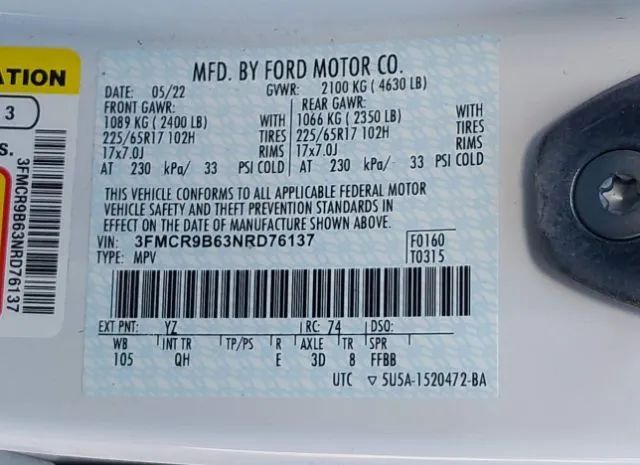 ATION
3
S.
3FMCR9B63NRD76137
MFD. BY FORD MOTOR CO.
DATE: 05/22 GVWR: 2100 KG ( 4630 LB)
FRONT GAWR: REAR GAWR:
1089 KG ( 2400 LB) WITH 1066 KG ( 2350 LB) WITH
225/65R17 102H TIRES 225/65R17 102H TIRES
17x7.0J RIMS 17x7.0J RIMS
AT 230 kPa/ 33 PSI COLD AT 230 kPa/ 33 PSI COLD
THIS VEHICLE CONFORMS TO ALL APPLICABLE FEDERAL MOTOR
VEHICLE SAFETY AND THEFT PREVENTION STANDARDS IN
EFFECT ON THE DATE OF MANUFACTURE SHOWN ABOVE.
VIN: 3FMCR9B63NRD76137 F0160
TYPE: MPV T0315
EXT PNT: YZ RC: 74 DSO:
WB INT TR TP/PS R AXLE TR SPR
105 QH E 3D 8 FFBB
UTC ▽ 5U5A-1520472-BA